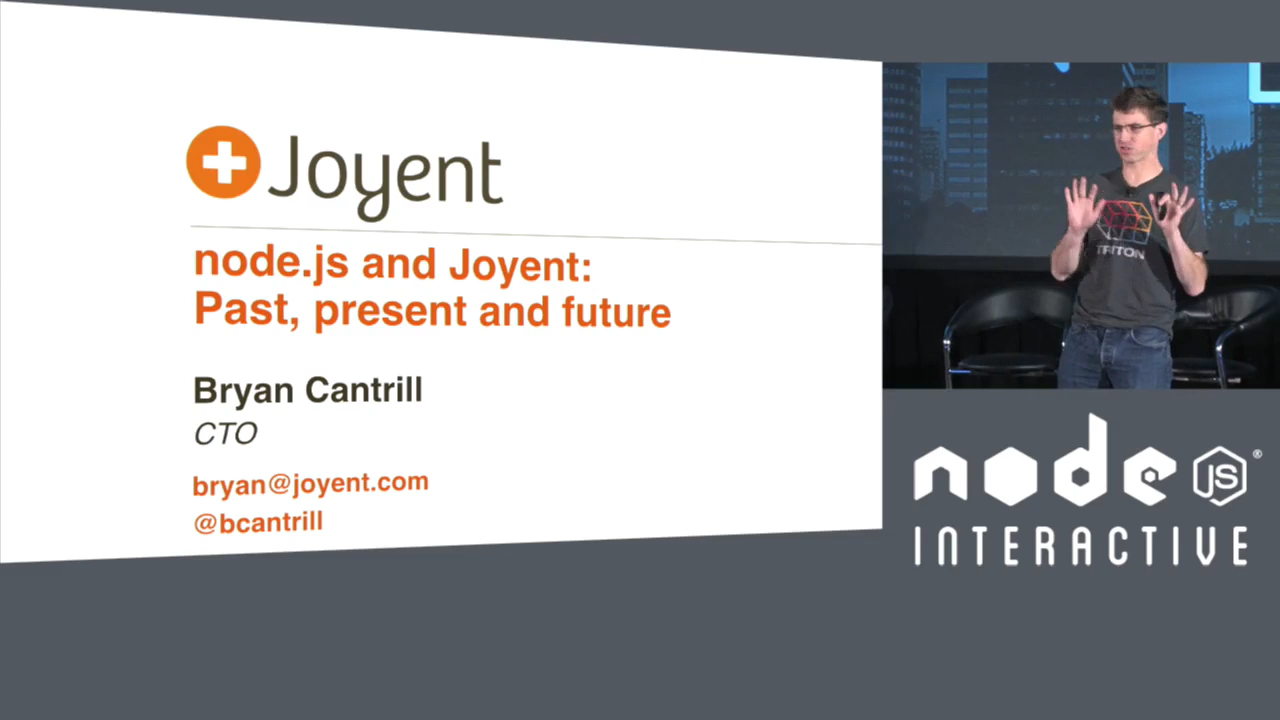 Joyent
node.js and Joyent:
Past, present and future
Bryan Cantrill
CTO
bryan@joyent.com
@bcantrill
TRITON
node JS ®
INTERACTIVE